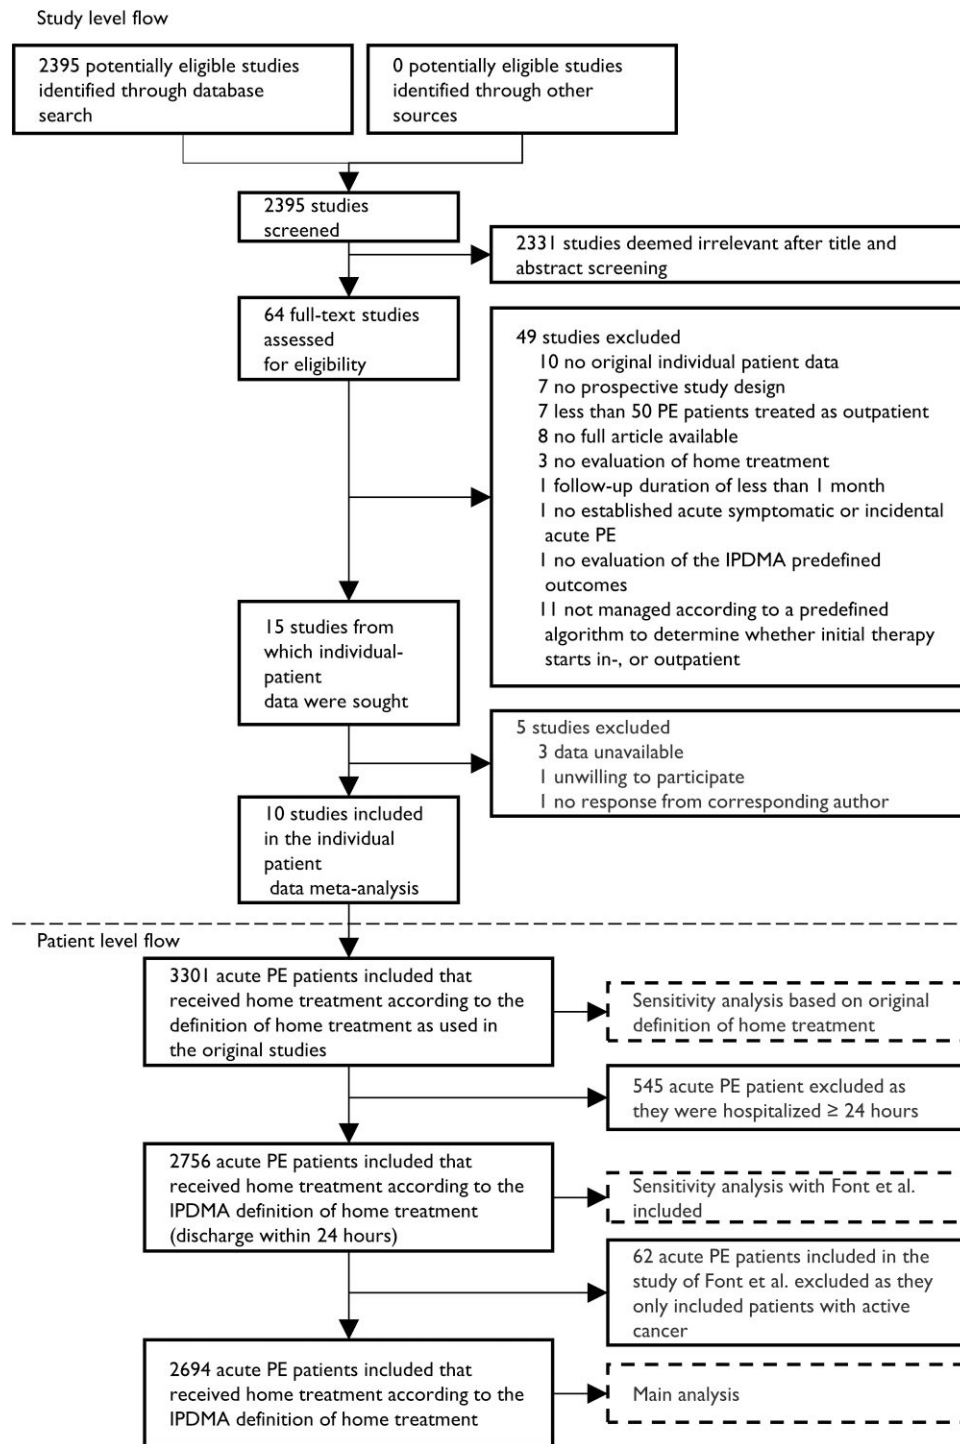 Study level flow
2395 potentially eligible studies
identified through database
search
0 potentially eligible studies
identified through other
sources
2395 studies
screened
2331 studies deemed irrelevant after title and
abstract screening
64 full-text studies
assessed
for eligibility
49 studies excluded
10 no original individual patient data
7 no prospective study design
7 less than 50 PE patients treated as outpatient
8 no full article available
3 no evaluation of home treatment
1 follow-up duration of less than 1 month
1 no established acute symptomatic or incidental
acute PE
1 no evaluation of the IPDMA predefined
outcomes
11 not managed according to a predefined
algorithm to determine whether initial therapy
starts in-, or outpatient
15 studies from
which individual-
patient
data were sought
5 studies excluded
3 data unavailable
1 unwilling to participate
1 no response from corresponding author
10 studies included
in the individual
patient
data meta-analysis
Patient level flow
3301 acute PE patients included that
received home treatment according to the
definition of home treatment as used in
the original studies
Sensitivity analysis based on original
definition of home treatment
545 acute PE patient excluded as
they were hospitalized ≥ 24 hours
2756 acute PE patients included that
received home treatment according to the
IPDMA definition of home treatment
(discharge within 24 hours)
Sensitivity analysis with Font et al.
included
62 acute PE patients included in the
study of Font et al. excluded as they
only included patients with active
cancer
2694 acute PE patients included that
received home treatment according to the
IPDMA definition of home treatment
Main analysis